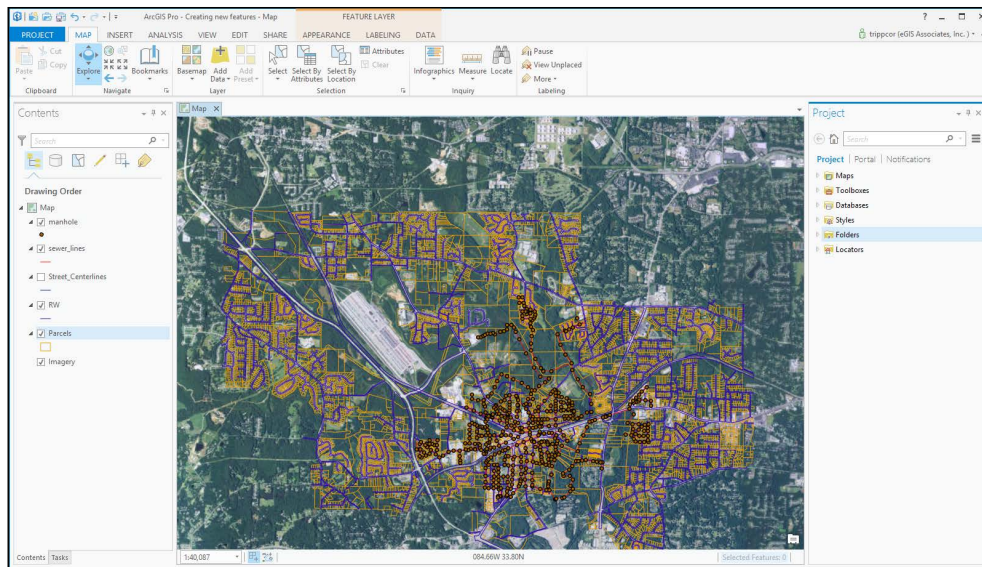 ArcGIS Pro - Creating new features - Map
FEATURE LAYER
PROJECT MAP INSERT ANALYSIS VIEW EDIT SHARE APPEARANCE LABELING DATA
trippcor (eGIS Associates, Inc.)
Paste
Cut
Copy
Clipboard
Explore
Bookmarks
Navigate
Basemap
Add Data
Add Preset
Layer
Select
Select By Attributes
Select By Location
Attributes
Clear
Selection
Infographics
Measure
Locate
Inquiry
Pause
View Unplaced
More
Labeling
Contents
Search
Drawing Order
Map
manhole
sewer_lines
Street_Centerlines
RW
Parcels
Imagery
Contents Tasks
Map
1:40,087
084.66W 33.80N
Selected Features: 0
Project
Search
Project Portal Notifications
Maps
Toolboxes
Databases
Styles
Folders
Locators